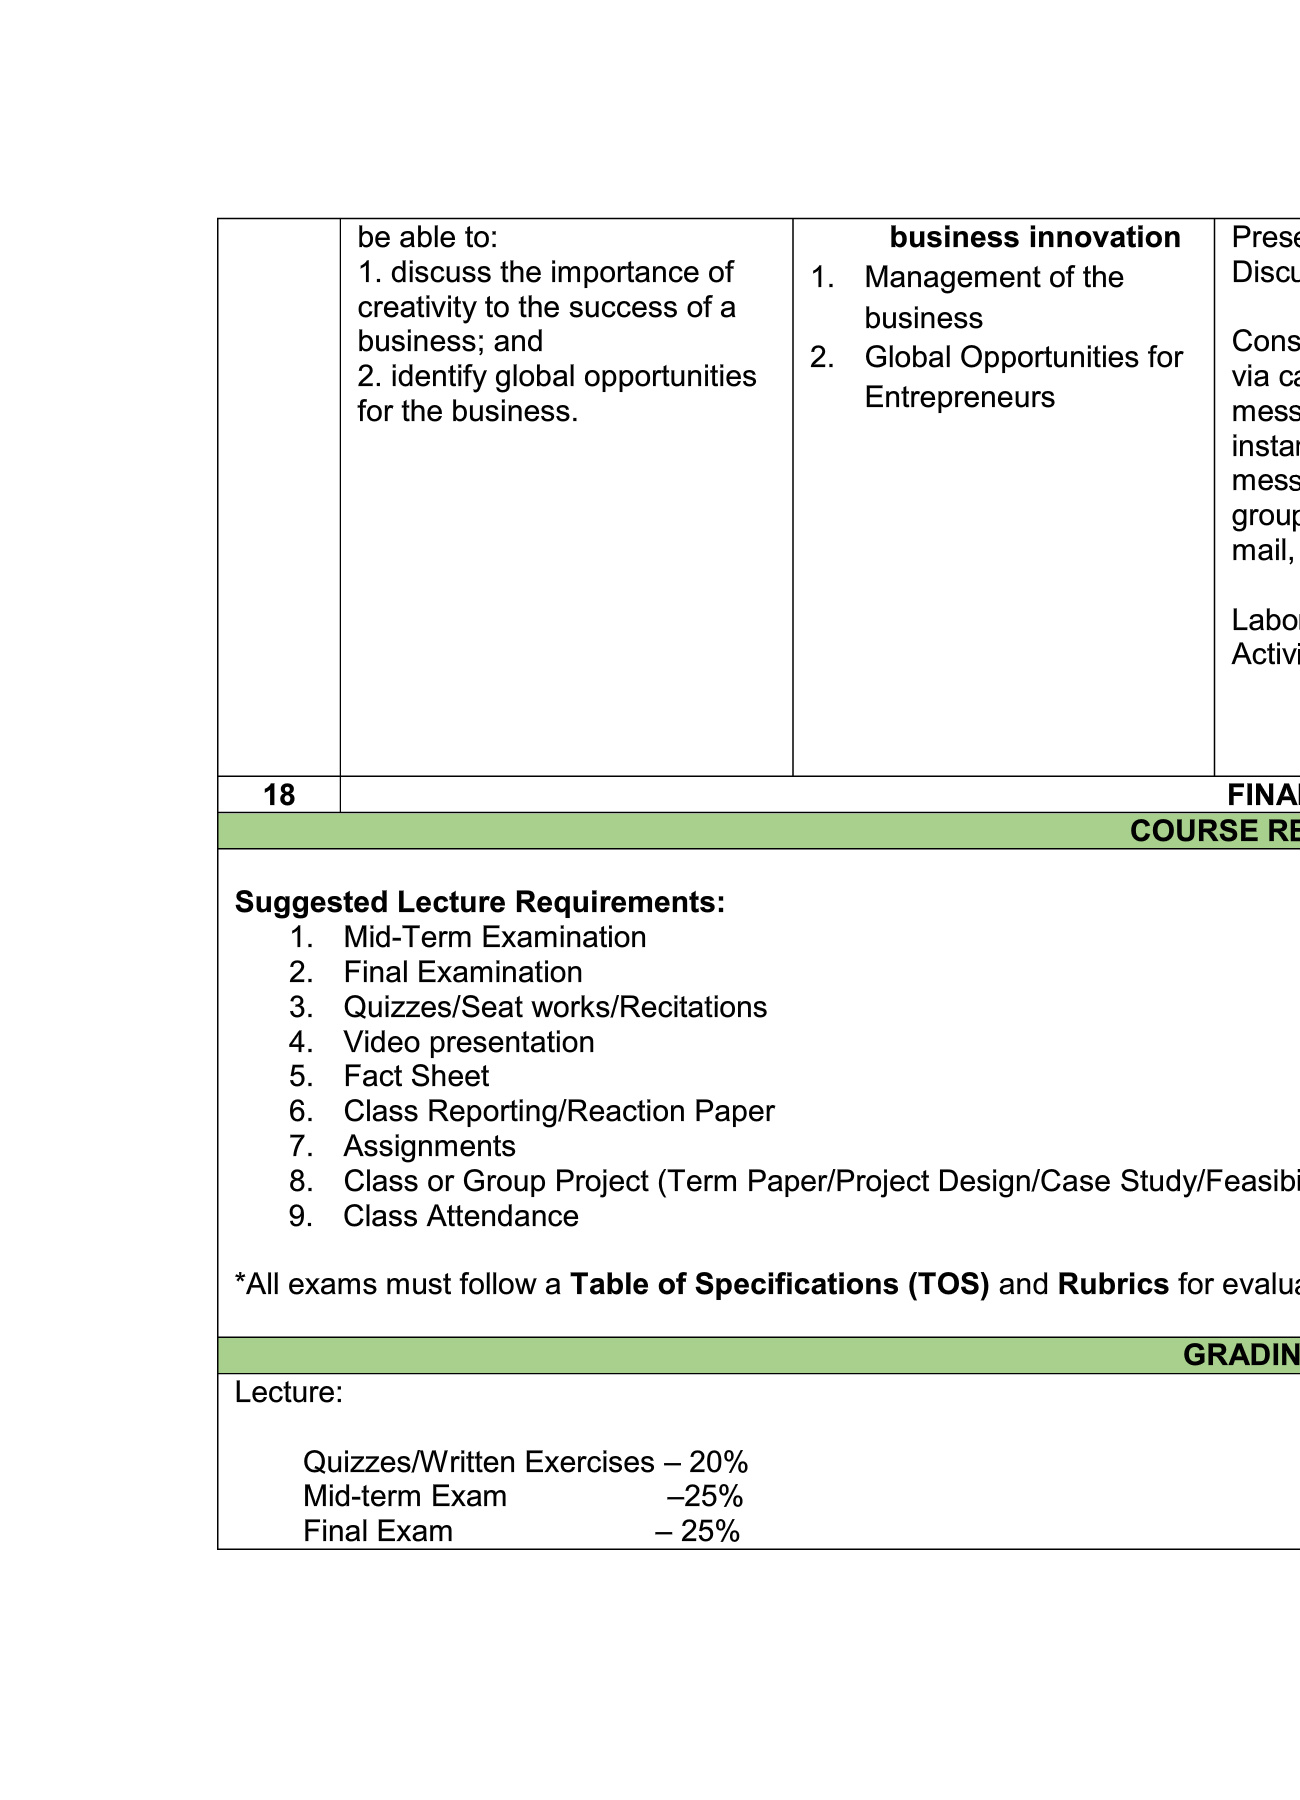 be able to:
1. discuss the importance of
creativity to the success of a
business; and
2. identify global opportunities
for the business.
business innovation
1. Management of the
business
2. Global Opportunities for
Entrepreneurs
Prese
Discu
Cons
via ca
mess
instan
mess
group
mail,
Labor
Activi
18
FINAL
COURSE RE
Suggested Lecture Requirements:
1. Mid-Term Examination
2. Final Examination
3. Quizzes/Seat works/Recitations
4. Video presentation
5. Fact Sheet
6. Class Reporting/Reaction Paper
7. Assignments
8. Class or Group Project (Term Paper/Project Design/Case Study/Feasibi
9. Class Attendance
*All exams must follow a Table of Specifications (TOS) and Rubrics for evalua
GRADIN
Lecture:
Quizzes/Written Exercises – 20%
Mid-term Exam –25%
Final Exam – 25%